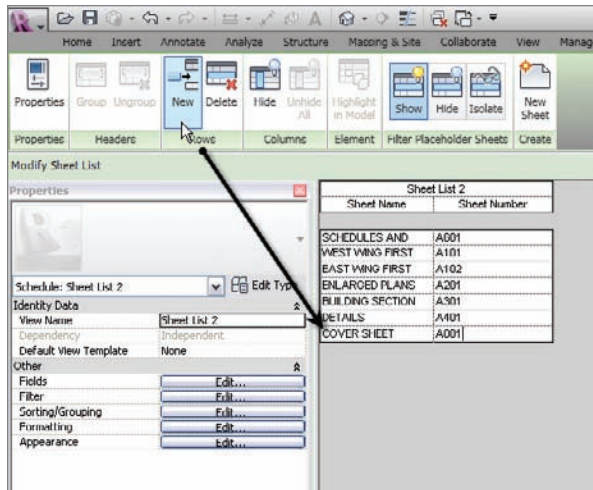 Home Insert Annotate Analyze Structure Massing & Site Collaborate View Manag
Properties Group Ungroup New Delete Hide Unhide All Highlight in Model Show Hide Isolate New Sheet
Properties Headers Rows Columns Element Filter Placeholder Sheets Create
Modify Sheet List
Properties
Schedule: Sheet List 2 Edit Type
Identity Data
View Name Sheet List 2
Dependency Independent
Default View Template None
Other
Fields Edit...
Filter Edit...
Sorting/Grouping Edit...
Formatting Edit...
Appearance Edit...
Sheet List 2
Sheet Name Sheet Number
SCHEDULES AND A601
WEST WING FIRST A101
EAST WING FIRST A102
ENLARGED PLANS A201
BUILDING SECTION A301
DETAILS A401
COVER SHEET A001